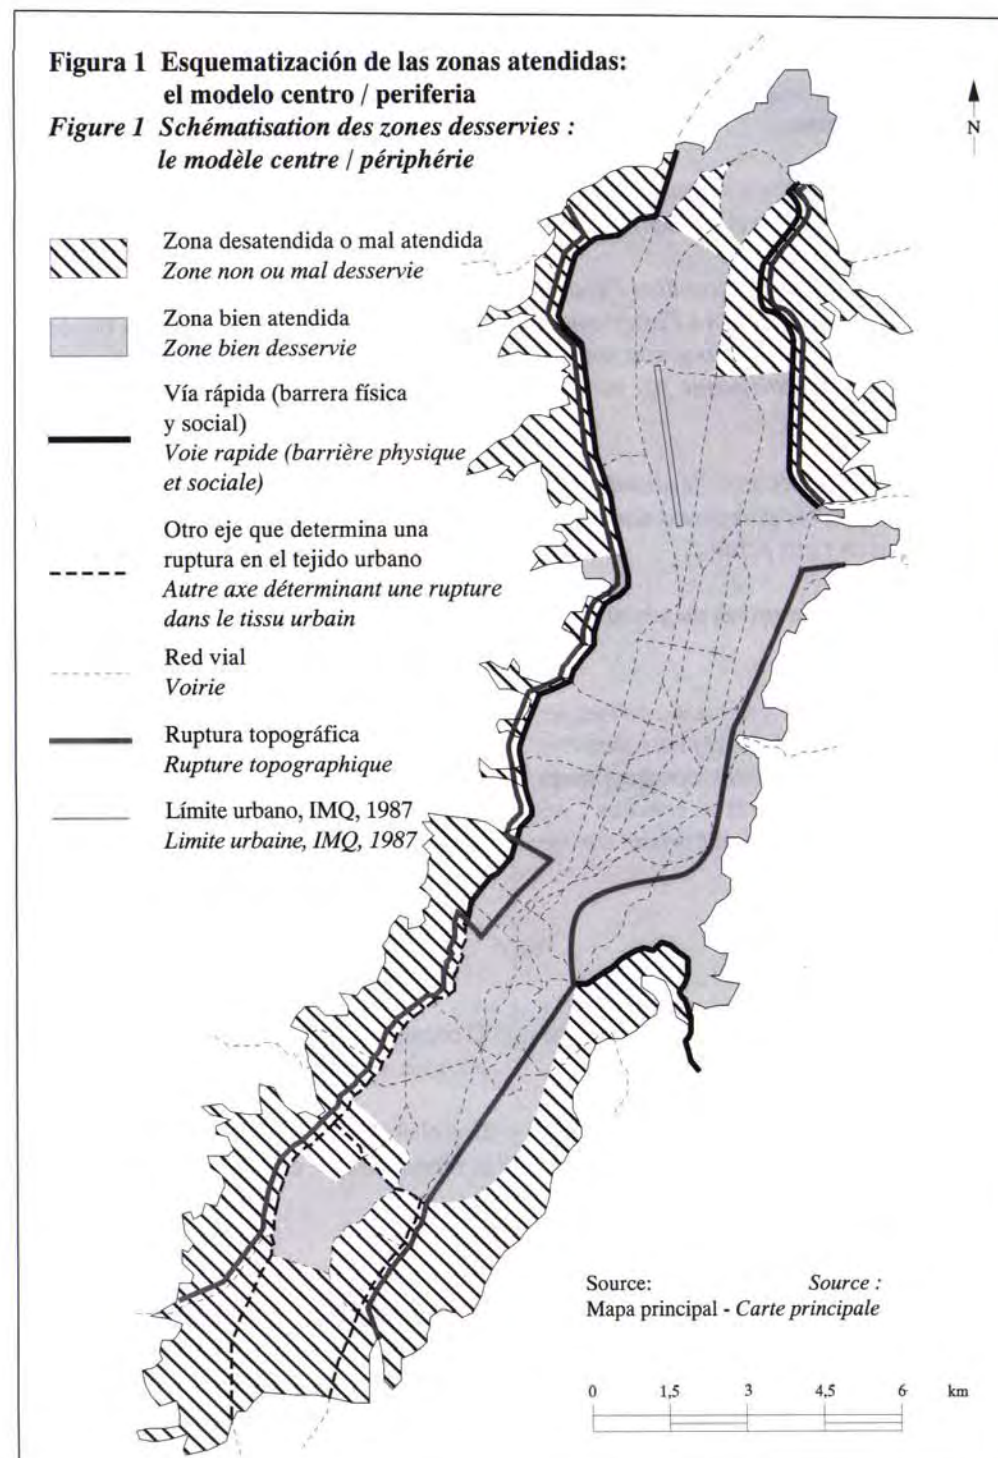 Figura 1 Esquematización de las zonas atendidas:
el modelo centro / periferia
Figure 1 Schématisation des zones desservies :
le modèle centre / périphérie
N
Zona desatendida o mal atendida
Zone non ou mal desservie
Zona bien atendida
Zone bien desservie
Vía rápida (barrera física
y social)
Voie rapide (barrière physique
et sociale)
Otro eje que determina una
ruptura en el tejido urbano
Autre axe déterminant une rupture
dans le tissu urbain
Red vial
Voirie
Ruptura topográfica
Rupture topographique
Límite urbano, IMQ, 1987
Limite urbaine, IMQ, 1987
Source: Source :
Mapa principal - Carte principale
0 1,5 3 4,5 6 km